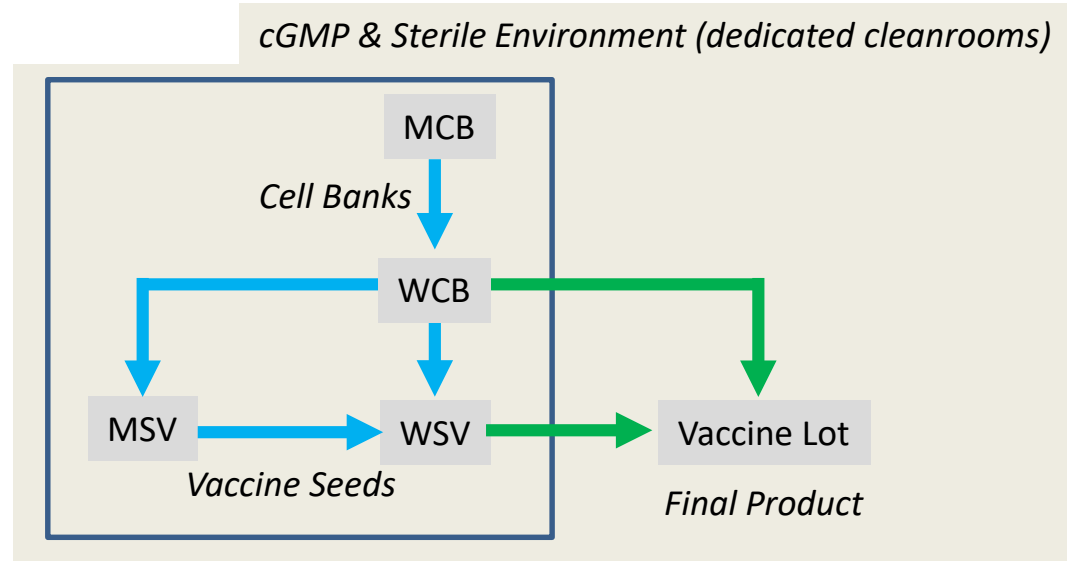 cGMP & Sterile Environment (dedicated cleanrooms)
MCB
Cell Banks
WCB
MSV
WSV
Vaccine Lot
Vaccine Seeds
Final Product